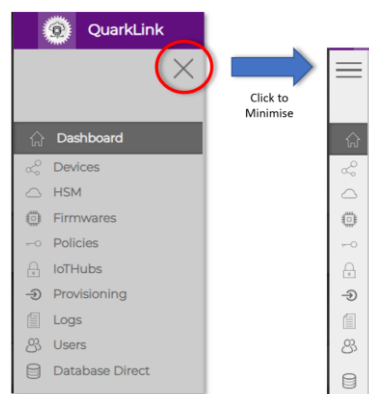 QuarkLink
Click to
Minimise
Dashboard
Devices
HSM
Firmwares
Policies
IoTHubs
Provisioning
Logs
Users
Database Direct